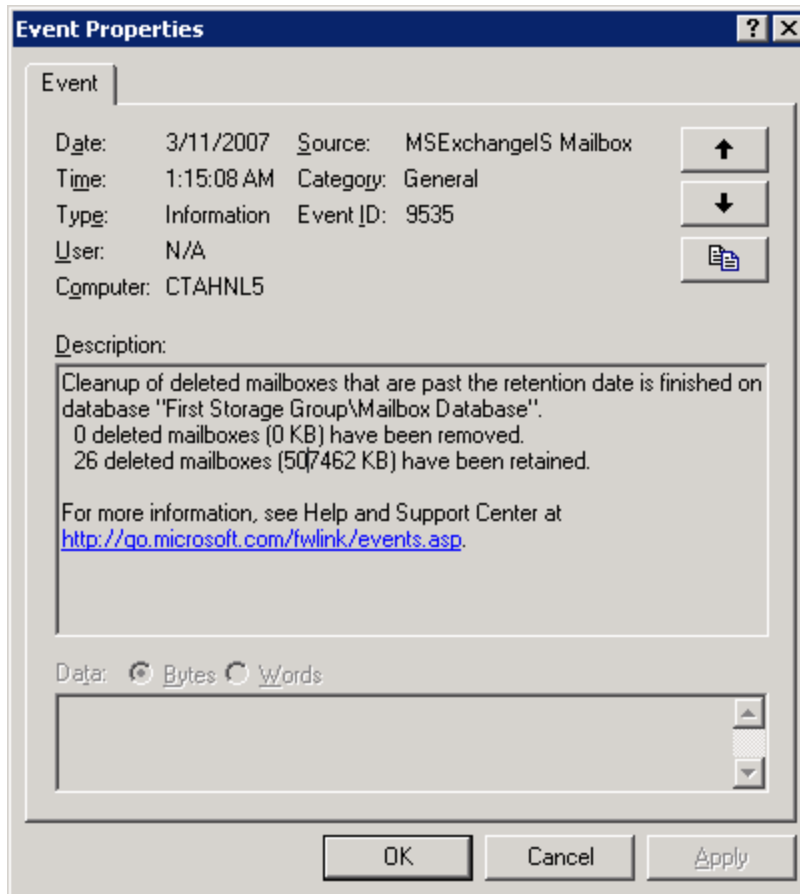 Event Properties
Event
Date: 3/11/2007 Source: MSExchangeIS Mailbox
Time: 1:15:08 AM Category: General
Type: Information Event ID: 9535
User: N/A
Computer: CTAHNL5
Description:
Cleanup of deleted mailboxes that are past the retention date is finished on
database "First Storage Group\Mailbox Database".
0 deleted mailboxes (0 KB) have been removed.
26 deleted mailboxes (507462 KB) have been retained.
For more information, see Help and Support Center at
http://go.microsoft.com/fwlink/events.asp.
Data: Bytes Words
OK Cancel Apply